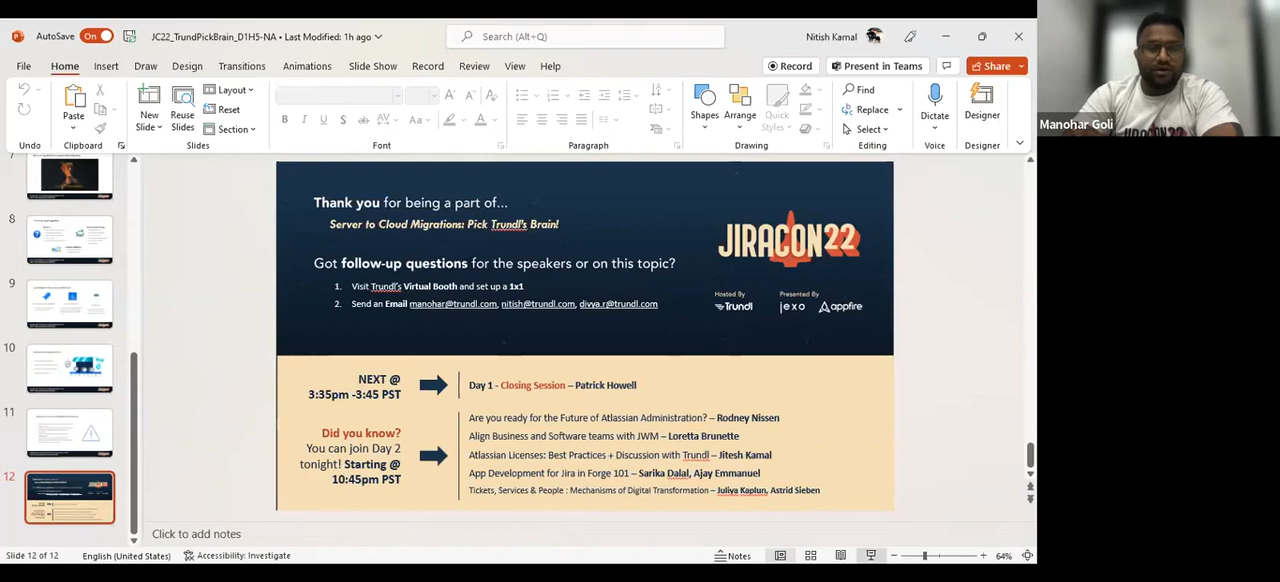 AutoSave On JC22_TrundPickBrain_D1H5-NA • Last Modified: 1h ago Search (Alt+Q) Nitish Kamal
File Home Insert Draw Design Transitions Animations Slide Show Record Review View Help Record Present in Teams Share
Paste New Slide Reuse Slides Layout Reset Section Shapes Arrange Quick Styles Find Replace Select Dictate Designer
B I U S ab AV Aa A
Undo Clipboard Slides Font Paragraph Drawing Editing Voice Designer
Manohar Goli
JIRACON22
7
8
9
10
11
12
Thank you for being a part of...
Server to Cloud Migrations: Pick Trundl's Brain!
JIRACON22
Got follow-up questions for the speakers or on this topic?
1. Visit Trundl's Virtual Booth and set up a 1x1
2. Send an Email manohar@trundl.com, nitish@trundl.com, divya.r@trundl.com
Hosted By Presented By
Trundl jexo Appfire
NEXT @
3:35pm -3:45 PST
Day 1 - Closing Session – Patrick Howell
Did you know?
You can join Day 2
tonight! Starting @
10:45pm PST
Are you ready for the Future of Atlassian Administration? – Rodney Nissen
Align Business and Software teams with JWM – Loretta Brunette
Atlassian Licenses: Best Practices + Discussion with Trundl – Jitesh Kamal
App Development for Jira in Forge 101 – Sarika Dalal, Ajay Emmanuel
Tickets, Services & People : Mechanisms of Digital Transformation – Juliya Kaplun, Astrid Sieben
Click to add notes
Slide 12 of 12 English (United States) Accessibility: Investigate Notes 64%